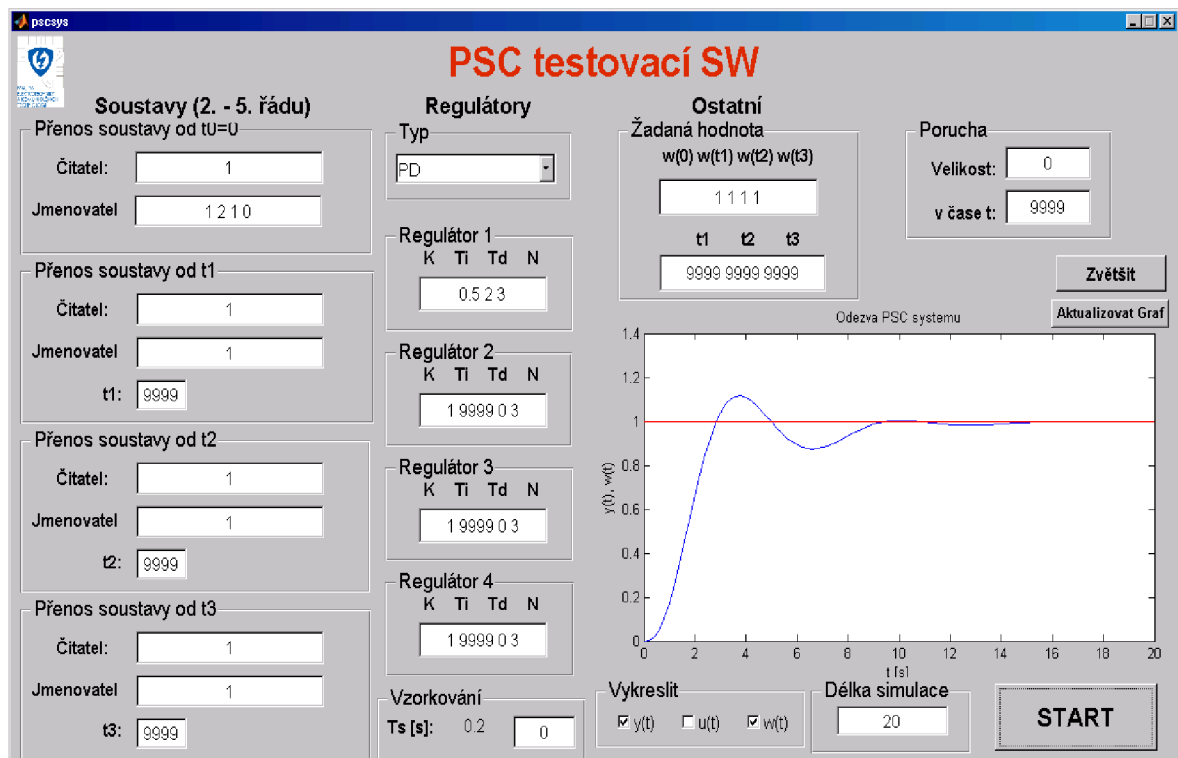 pscsys
PSC testovací SW
Soustavy (2. - 5. řádu)
Přenos soustavy od t0=0
Čitatel:
1
Jmenovatel
1 2 1 0
Přenos soustavy od t1
Čitatel:
1
Jmenovatel
1
t1:
9999
Přenos soustavy od t2
Čitatel:
1
Jmenovatel
1
t2:
9999
Přenos soustavy od t3
Čitatel:
1
Jmenovatel
1
t3:
9999
Regulátory
Typ
PD
Regulátor 1
K Ti Td N
0.5 2 3
Regulátor 2
K Ti Td N
1 9999 0 3
Regulátor 3
K Ti Td N
1 9999 0 3
Regulátor 4
K Ti Td N
1 9999 0 3
Vzorkování
Ts [s]: 0.2
0
Ostatní
Žadaná hodnota
w(0) w(t1) w(t2) w(t3)
1 1 1 1
t1 t2 t3
9999 9999 9999
Porucha
Velikost:
0
v čase t:
9999
Zvětšit
Aktualizovat Graf
Odezva PSC systemu
y(t), w(t)
1.4
1.2
1
0.8
0.6
0.4
0.2
0
0 2 4 6 8 10 12 14 16 18 20
t [s]
Vykreslit
y(t) u(t) w(t)
Délka simulace
20
START